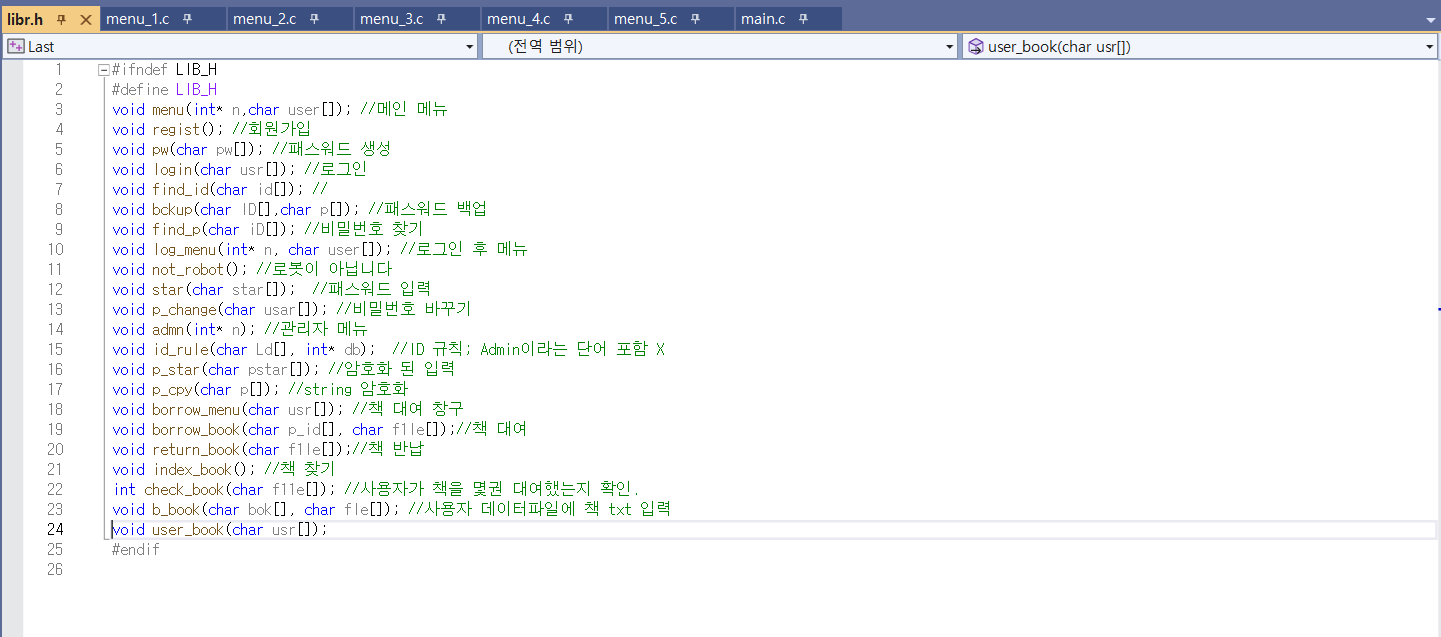 libr.h menu_1.c menu_2.c menu_3.c menu_4.c menu_5.c main.c
Last (전역 범위) user_book(char usr[])
1 #ifndef LIB_H
2 #define LIB_H
3 void menu(int* n,char user[]); //메인 메뉴
4 void regist(); //회원가입
5 void pw(char pw[]); //패스워드 생성
6 void login(char usr[]); //로그인
7 void find_id(char id[]); //
8 void bckup(char ID[],char p[]); //패스워드 백업
9 void find_p(char iD[]); //비밀번호 찾기
10 void log_menu(int* n, char user[]); //로그인 후 메뉴
11 void not_robot(); //로봇이 아닙니다
12 void star(char star[]);  //패스워드 입력
13 void p_change(char usar[]); //비밀번호 바꾸기
14 void admn(int* n); //관리자 메뉴
15 void id_rule(char Ld[], int* db);  //ID 규칙; Admin이라는 단어 포함 X
16 void p_star(char pstar[]); //암호화 된 입력
17 void p_cpy(char p[]); //string 암호화
18 void borrow_menu(char usr[]); //책 대여 창구
19 void borrow_book(char p_id[], char f1le[]);//책 대여
20 void return_book(char f1le[]);//책 반납
21 void index_book(); //책 찾기
22 int check_book(char f11e[]); //사용자가 책을 몇권 대여했는지 확인.
23 void b_book(char bok[], char fle[]); //사용자 데이터파일에 책 txt 입력
24 void user_book(char usr[]);
25 #endif
26